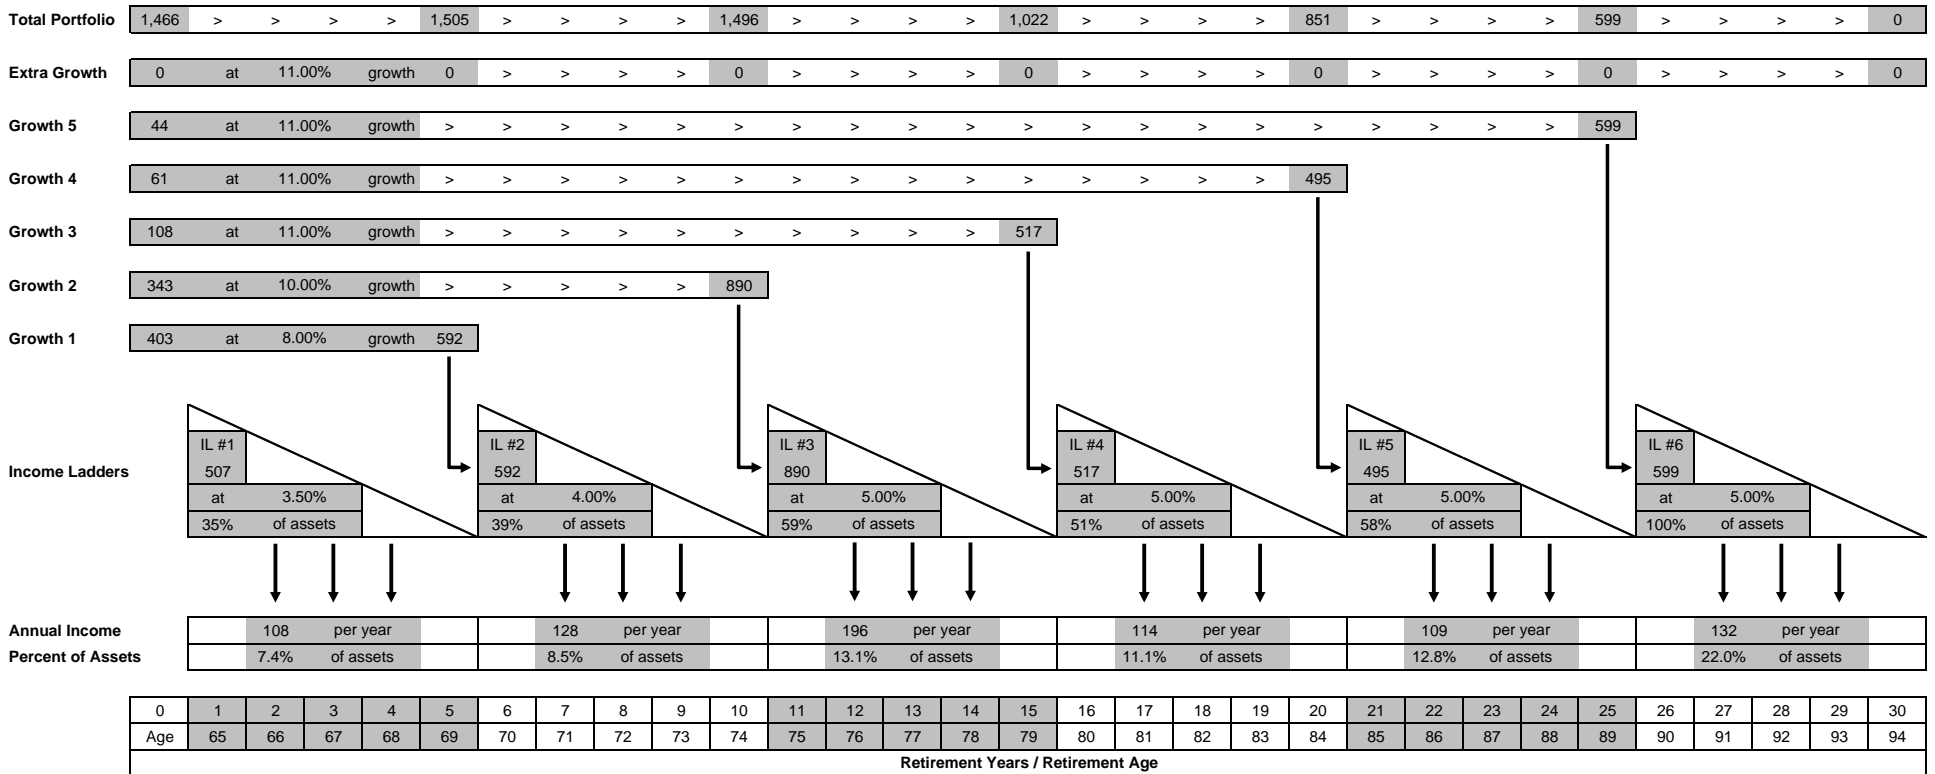 Total Portfolio 1,466 > > > > 1,505 > > > > 1,496 > > > > 1,022 > > > > 851 > > > > 599 > > > > 0
Extra Growth 0 at 11.00% growth 0 > > > > 0 > > > > 0 > > > > 0 > > > > 0 > > > > 0
Growth 5 44 at 11.00% growth > > > > > > > > > > > > > > > > > > > > 599
Growth 4 61 at 11.00% growth > > > > > > > > > > > > > > > 495
Growth 3 108 at 11.00% growth > > > > > > > > > > 517
Growth 2 343 at 10.00% growth > > > > > 890
Growth 1 403 at 8.00% growth 592
IL #1 IL #2 IL #3 IL #4 IL #5 IL #6
Income Ladders 507 592 890 517 495 599
at 3.50% at 4.00% at 5.00% at 5.00% at 5.00% at 5.00%
35% of assets 39% of assets 59% of assets 51% of assets 58% of assets 100% of assets
Annual Income 108 per year 128 per year 196 per year 114 per year 109 per year 132 per year
Percent of Assets 7.4% of assets 8.5% of assets 13.1% of assets 11.1% of assets 12.8% of assets 22.0% of assets
0 1 2 3 4 5 6 7 8 9 10 11 12 13 14 15 16 17 18 19 20 21 22 23 24 25 26 27 28 29 30
Age 65 66 67 68 69 70 71 72 73 74 75 76 77 78 79 80 81 82 83 84 85 86 87 88 89 90 91 92 93 94
Retirement Years / Retirement Age